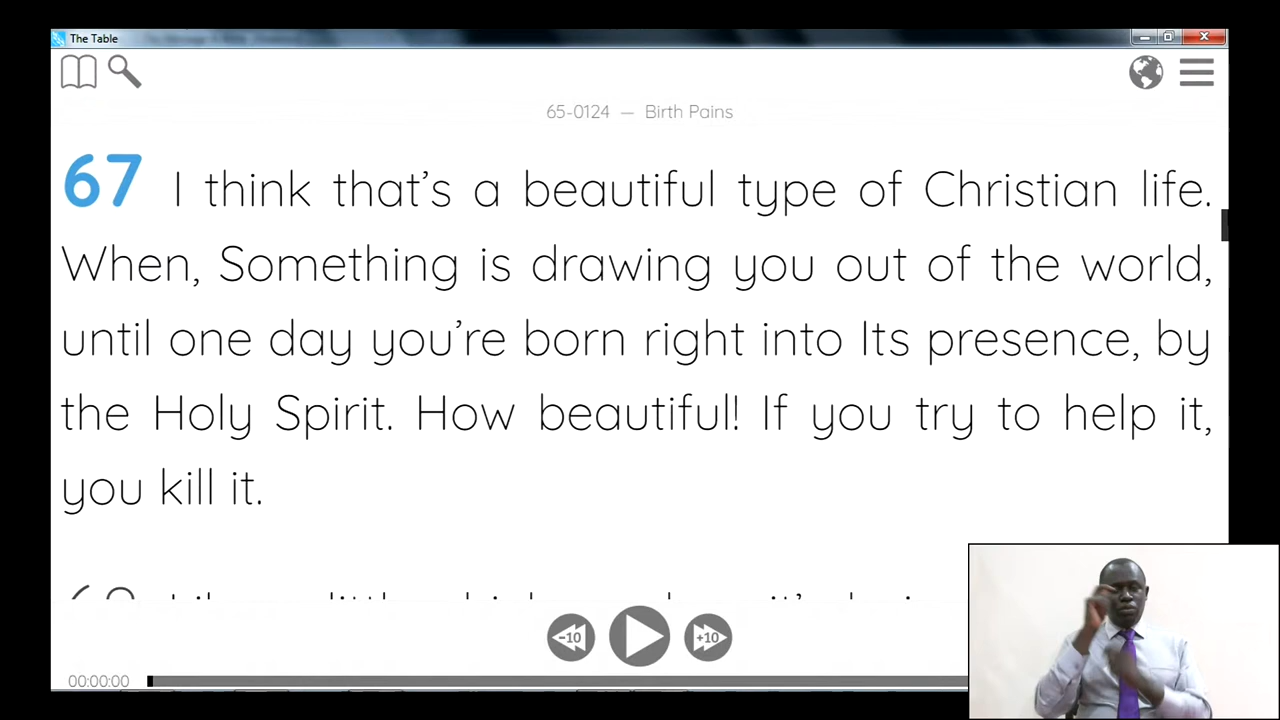 The Table
65-0124 — Birth Pains
67 I think that's a beautiful type of Christian life.
When, Something is drawing you out of the world,
until one day you're born right into Its presence, by
the Holy Spirit. How beautiful! If you try to help it,
you kill it.
-10
+10
00:00:00